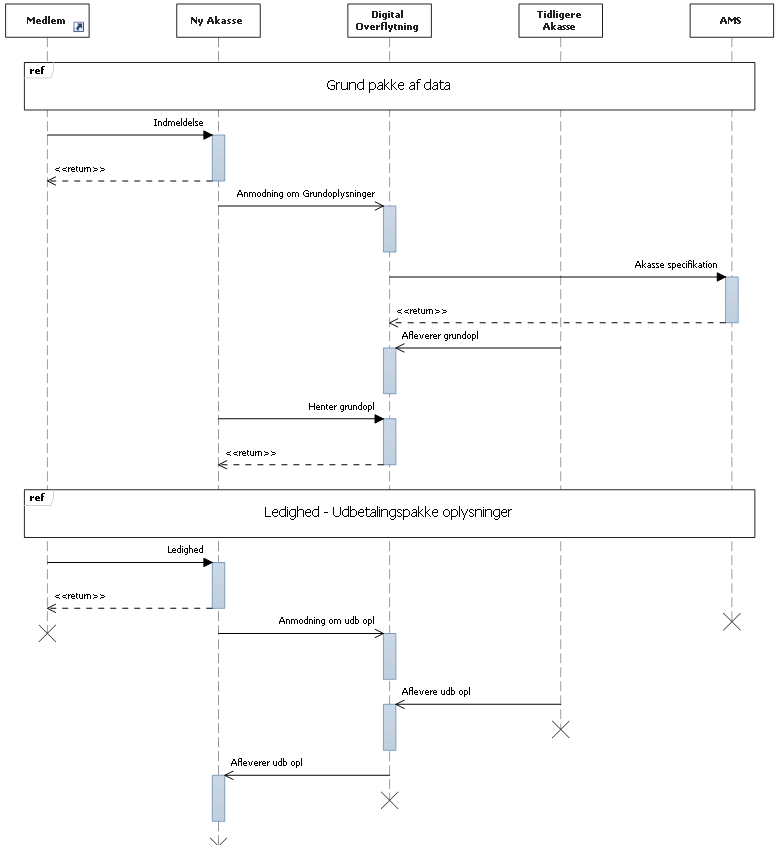 Medlem
Ny Akasse
Digital
Overflytning
Tidligere
Akasse
AMS
ref
Grund pakke af data
Indmeldelse
<<return>>
Anmodning om Grundoplysninger
Akasse specifikation
<<return>>
Afleverer grundopl
Henter grundopl
<<return>>
ref
Ledighed - Udbetalingspakke oplysninger
Ledighed
<<return>>
Anmodning om udb opl
Aflevere udb opl
Afleverer udb opl